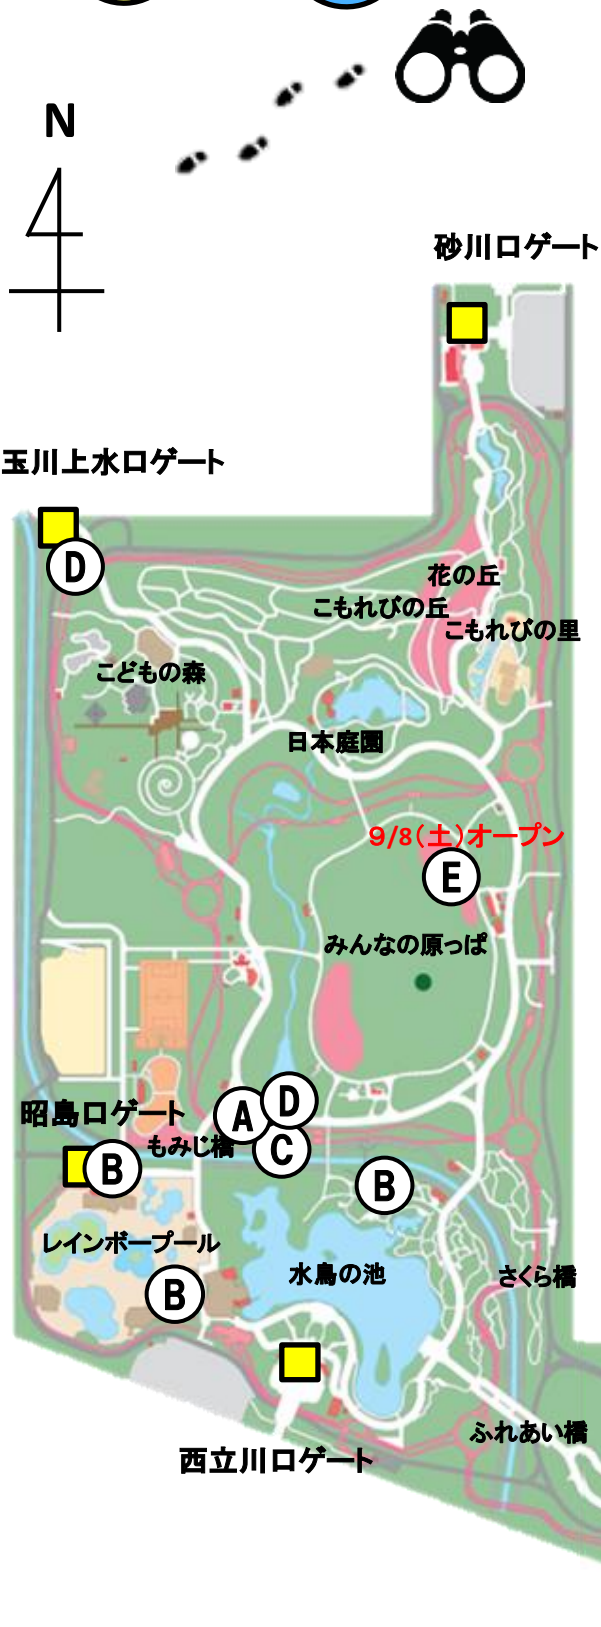 N
砂川口ゲート
玉川上水口ゲート
D
花の丘
こもれびの丘
こもれびの里
こどもの森
日本庭園
9/8(土)オープン
E
みんなの原っぱ
昭島口ゲート
A
D
もみじ橋
C
B
B
レインボープール
水鳥の池
さくら橋
B
ふれあい橋
西立川口ゲート